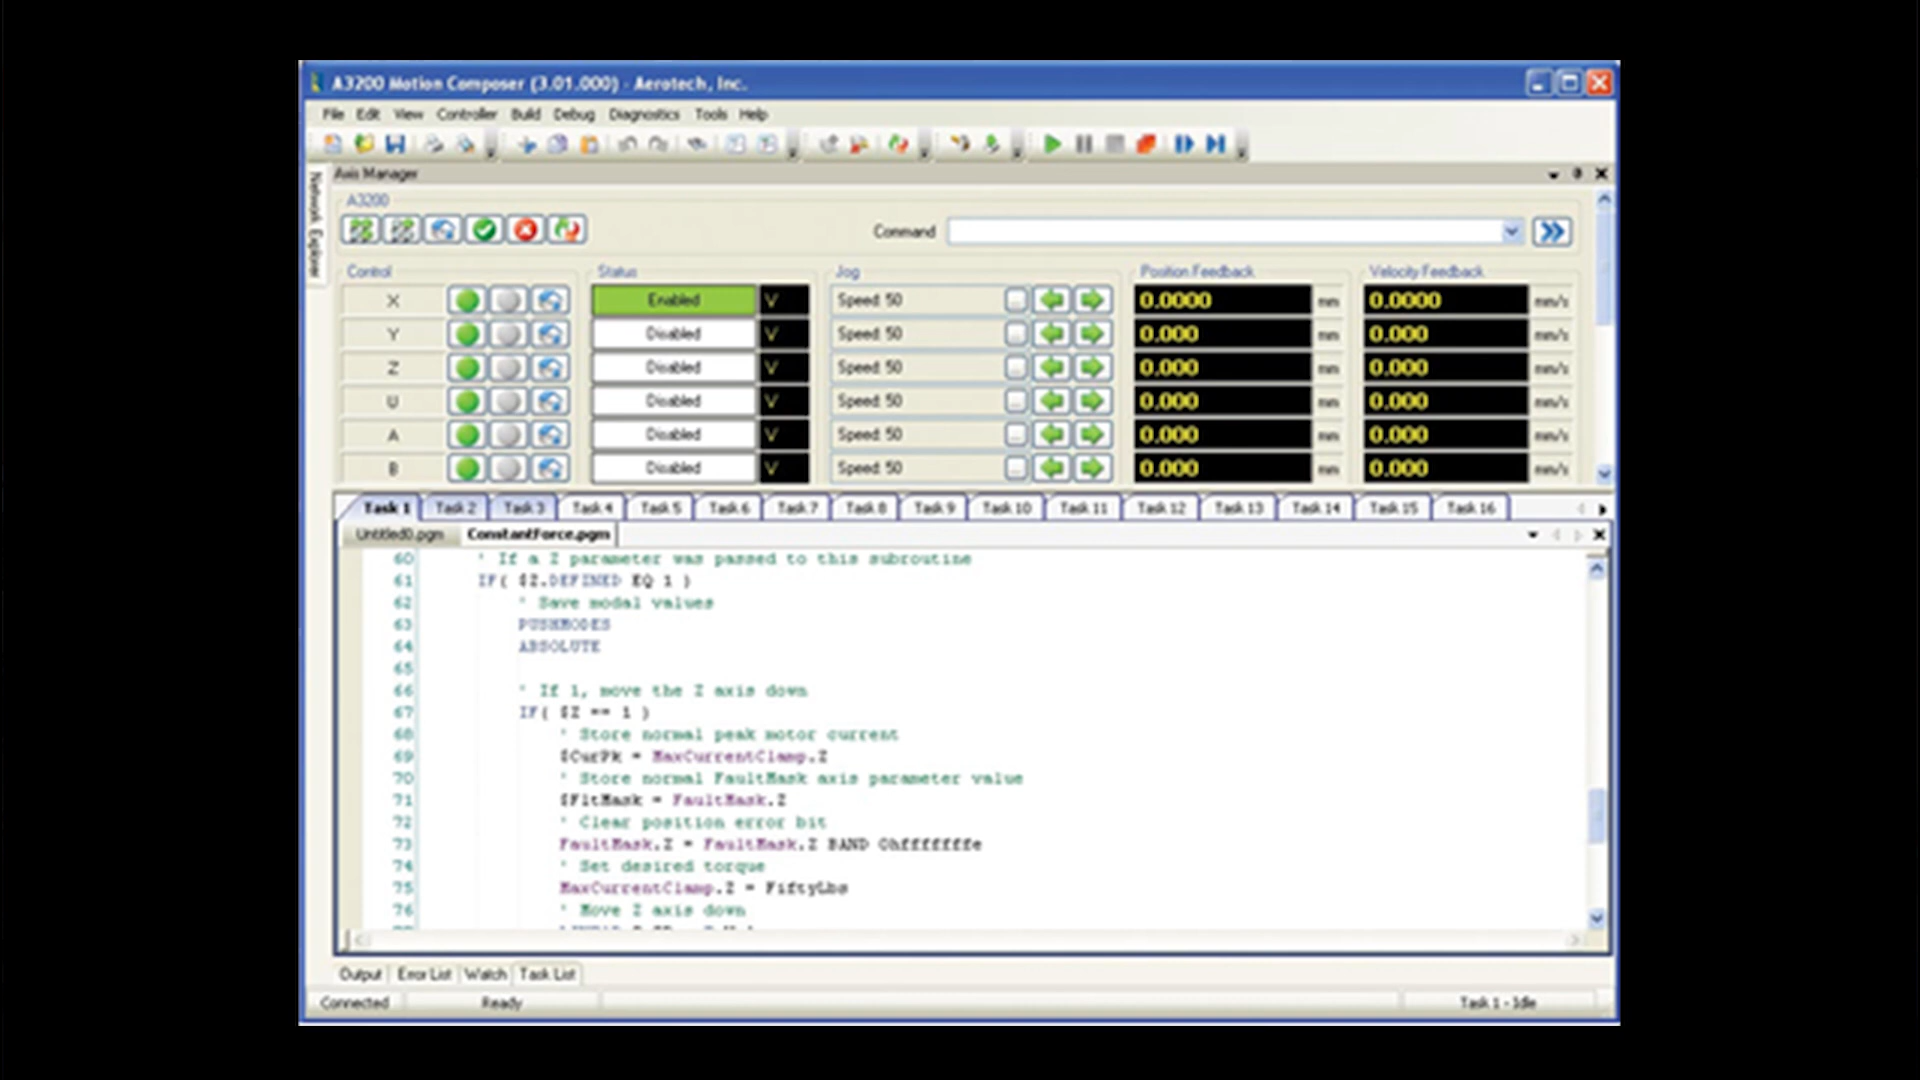 A3200 Motion Composer (3.01.000) - Aerotech, Inc.
File Edit View Controller Build Debug Diagnostics Tools Help
Axis Manager
Network Explorer
A3200
Command
Control Status Jog Position Feedback Velocity Feedback
X Enabled V Speed: 50 ... 0.0000 mm 0.0000 mm/s
Y Disabled V Speed: 50 ... 0.000 mm 0.000 mm/s
Z Disabled V Speed: 50 ... 0.000 mm 0.000 mm/s
U Disabled V Speed: 50 ... 0.000 mm 0.000 mm/s
A Disabled V Speed: 50 ... 0.000 mm 0.000 mm/s
B Disabled V Speed: 50 ... 0.000 mm 0.000 mm/s
Task 1 Task 2 Task 3 Task 4 Task 5 Task 6 Task 7 Task 8 Task 9 Task 10 Task 11 Task 12 Task 13 Task 14 Task 15 Task 16
Untitled0.pgm ConstantForce.pgm
60 ' If a Z parameter was passed to this subroutine
61 IF( $Z.DEFINED EQ 1 )
62 ' Save modal values
63 PUSHMODES
64 ABSOLUTE
65
66 ' If 1, move the Z axis down
67 IF( $Z == 1 )
68 ' Store normal peak motor current
69 $CurPk = MaxCurrentClamp.Z
70 ' Store normal FaultMask axis parameter value
71 $FltMask = FaultMask.Z
72 ' Clear position error bit
73 FaultMask.Z = FaultMask.Z BAND 0hfffffffe
74 ' Set desired torque
75 MaxCurrentClamp.Z = FiftyLbs
76 ' Move Z axis down
Output Error List Watch Task List
Connected Ready Task 1 - Idle